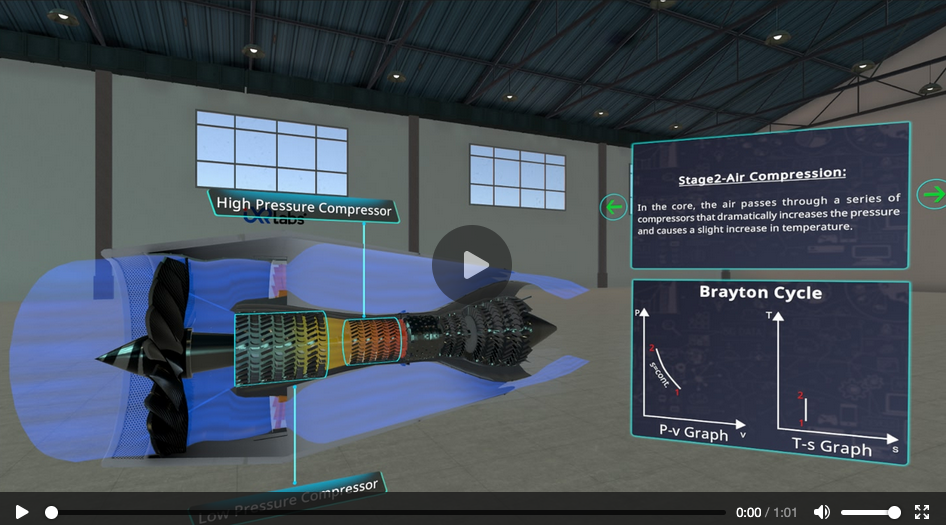 High Pressure Compressor
Labs
Stage2-Air Compression:
In the core, the air passes through a series of
compressors that dramatically increases the pressure
and causes a slight increase in temperature.
Brayton Cycle
P
2
s=cont.
1
v
P-v Graph
T
2
1
s
T-s Graph
Low Pressure Compressor
0:00 / 1:01